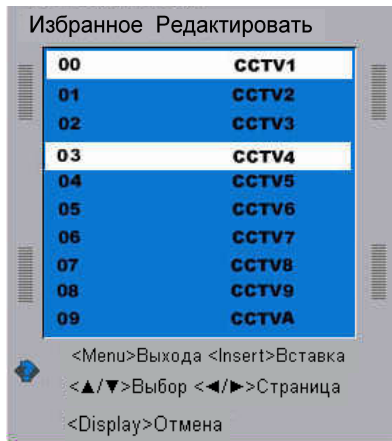 Избранное Редактировать
00 CCTV1
01 CCTV2
02 CCTV3
03 CCTV4
04 CCTV5
05 CCTV6
06 CCTV7
07 CCTV8
08 CCTV9
09 CCTVA
<Menu>Выхода <Insert>Вставка
<▲/▼>Выбор <◄/►>Страница
<Display>Отмена